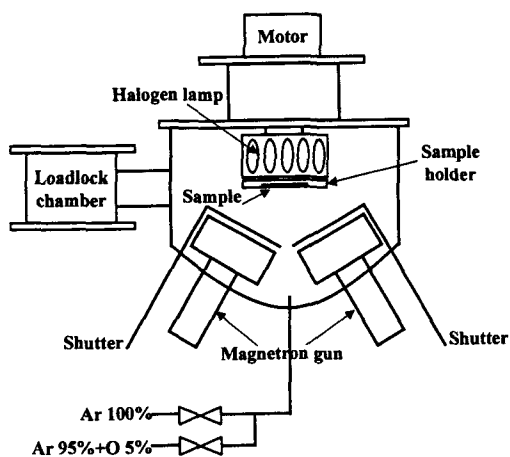 Motor
Halogen lamp
Loadlock
chamber
Sample
holder
Sample
Shutter
Magnetron gun
Shutter
Ar 100%
Ar 95%+O 5%